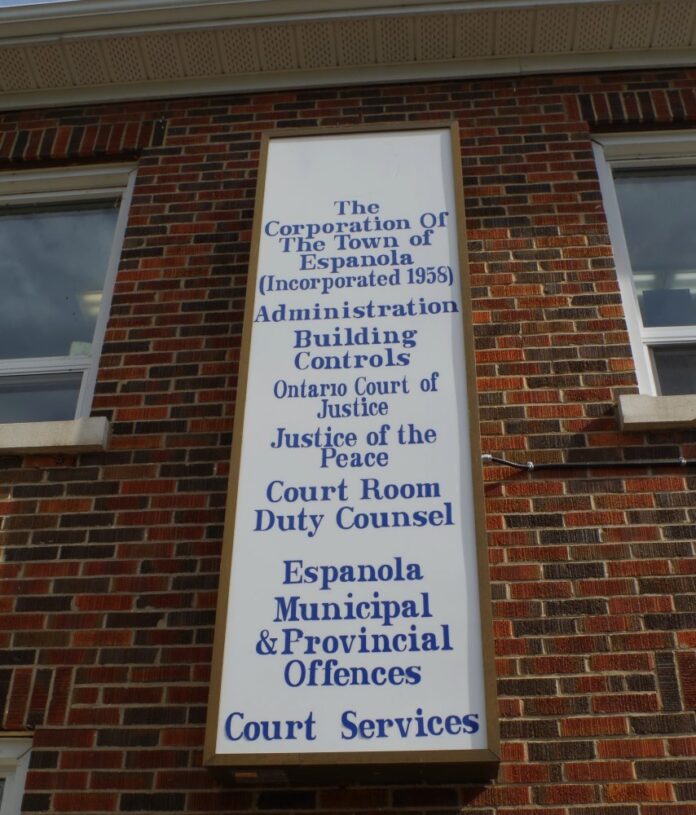 The
Corporation Of
The Town of
Espanola
(Incorporated 1958)
Administration
Building
Controls
Ontario Court of
Justice
Justice of the
Peace
Court Room
Duty Counsel
Espanola
Municipal
&Provincial
Offences
Court Services